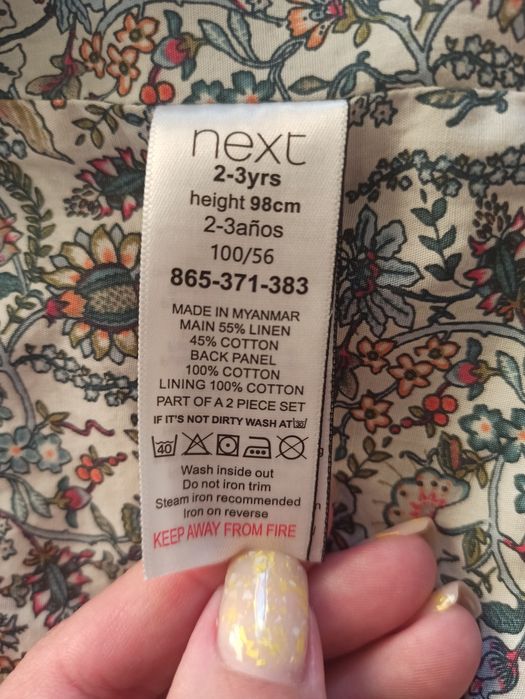 next
2-3yrs
height 98cm
2-3años
100/56
865-371-383
MADE IN MYANMAR
MAIN 55% LINEN
45% COTTON
BACK PANEL
100% COTTON
LINING 100% COTTON
PART OF A 2 PIECE SET
IF IT'S NOT DIRTY WASH AT 30
40
Wash inside out
Do not iron trim
Steam iron recommended
Iron on reverse
KEEP AWAY FROM FIRE